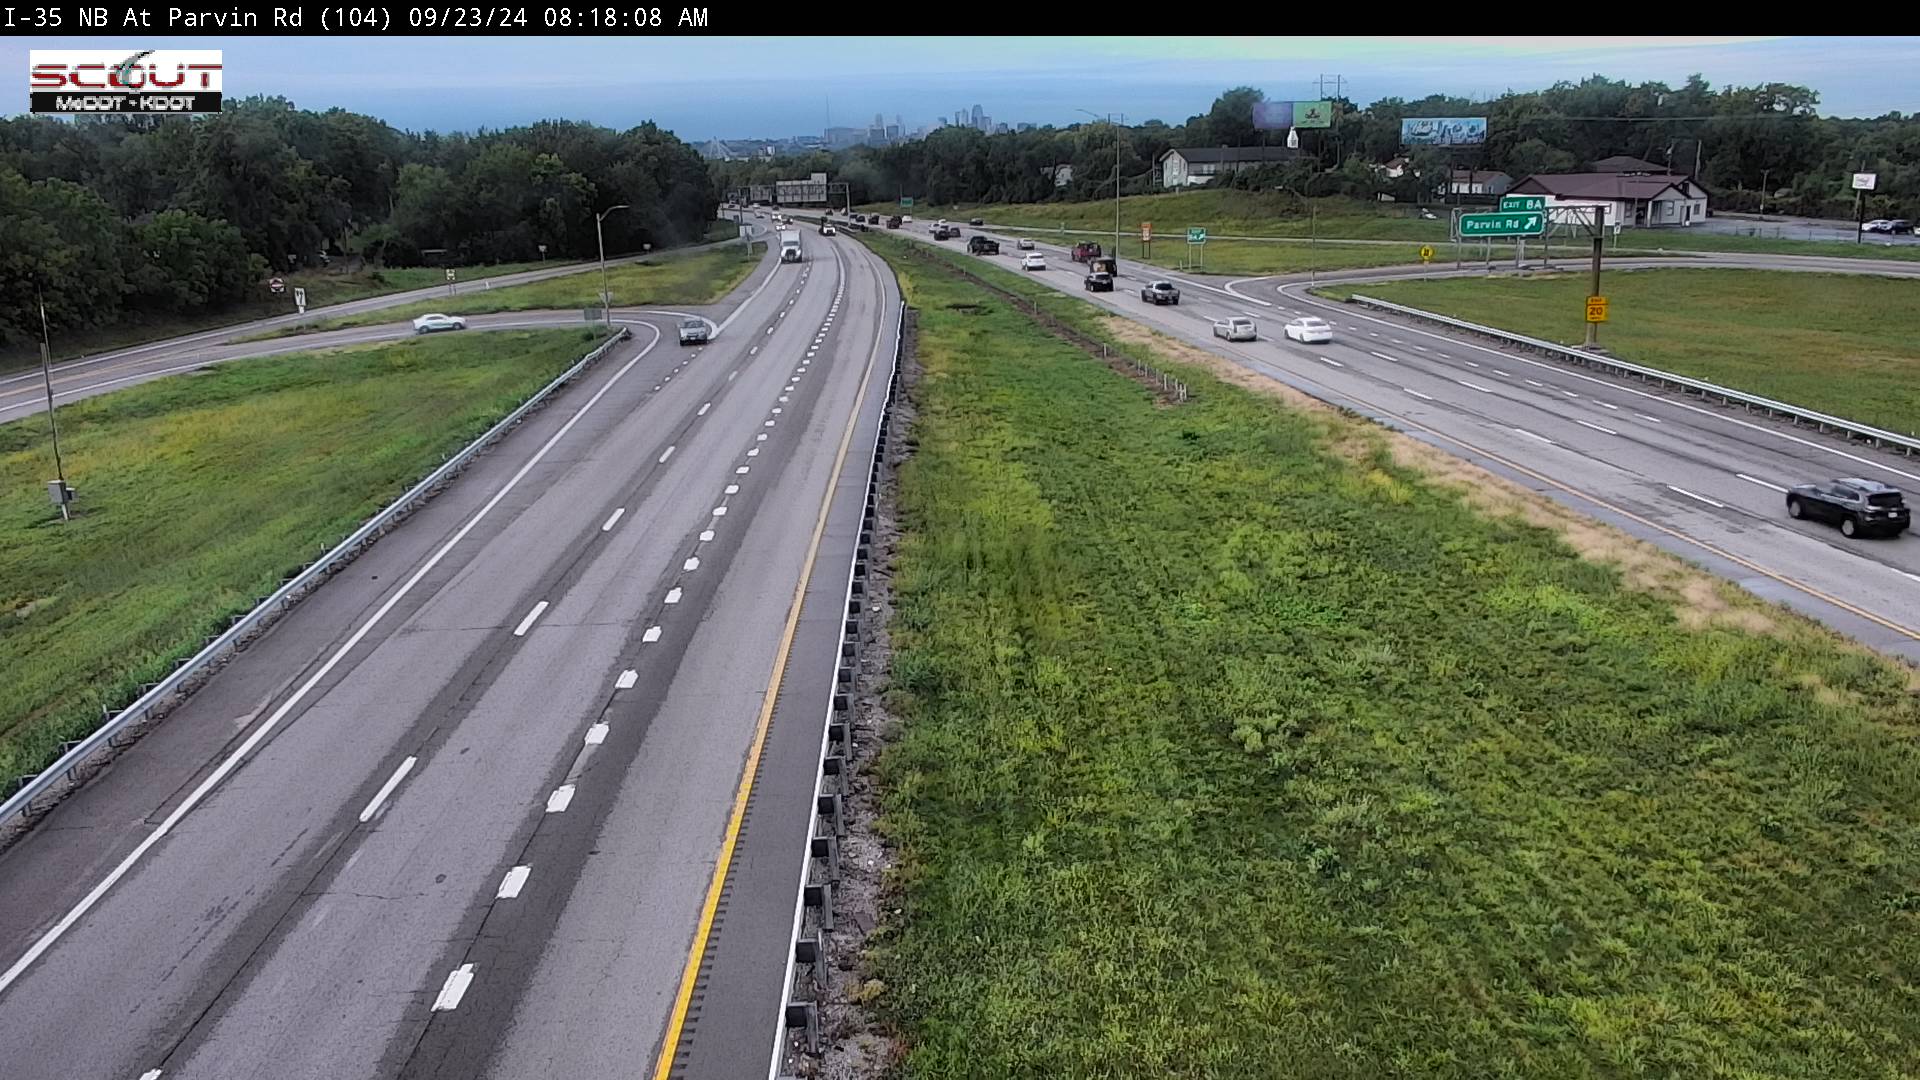 I-35 NB At Parvin Rd (104) 09/23/24 08:18:08 AM
SCOUT
MoDOT - KDOT
EXIT 8A
Parvin Rd
20